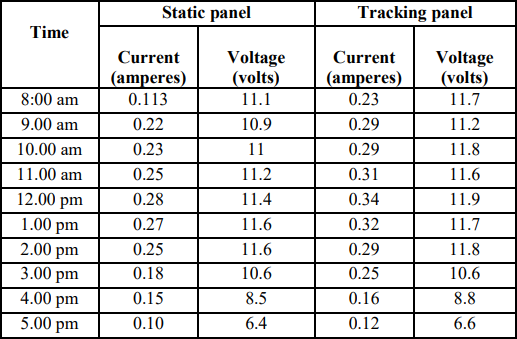 Time Static panel Tracking panel
Current (amperes) Voltage (volts) Current (amperes) Voltage (volts)
8:00 am 0.113 11.1 0.23 11.7
9.00 am 0.22 10.9 0.29 11.2
10.00 am 0.23 11 0.29 11.8
11.00 am 0.25 11.2 0.31 11.6
12.00 pm 0.28 11.4 0.34 11.9
1.00 pm 0.27 11.6 0.32 11.7
2.00 pm 0.25 11.6 0.29 11.8
3.00 pm 0.18 10.6 0.25 10.6
4.00 pm 0.15 8.5 0.16 8.8
5.00 pm 0.10 6.4 0.12 6.6